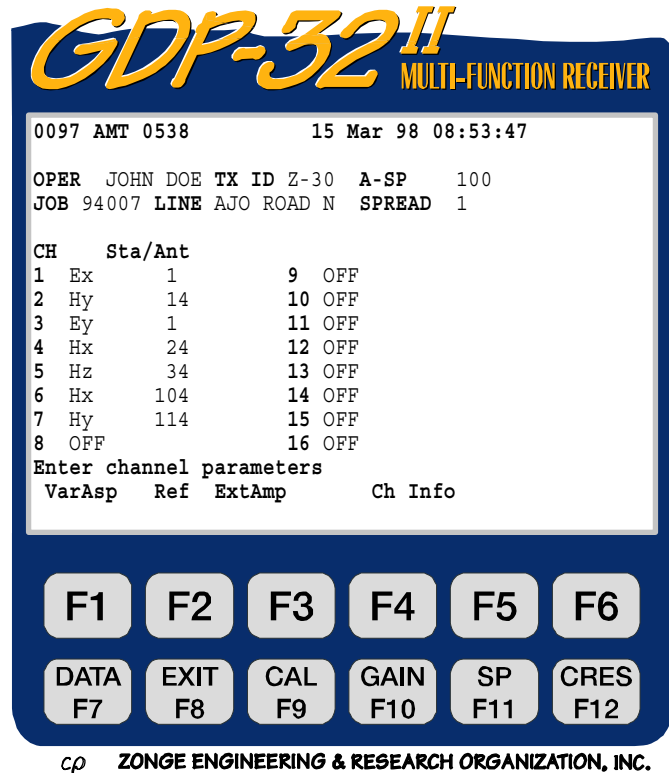 GDP-32 II
MULTI-FUNCTION RECEIVER
0097 AMT 0538 15 Mar 98 08:53:47
OPER JOHN DOE TX ID Z-30 A-SP 100
JOB 94007 LINE AJO ROAD N SPREAD 1
CH Sta/Ant
1 Ex 1 9 OFF
2 Hy 14 10 OFF
3 Ey 1 11 OFF
4 Hx 24 12 OFF
5 Hz 34 13 OFF
6 Hx 104 14 OFF
7 Hy 114 15 OFF
8 OFF 16 OFF
Enter channel parameters
VarAsp Ref ExtAmp Ch Info
F1 F2 F3 F4 F5 F6
DATA EXIT CAL GAIN SP CRES
F7 F8 F9 F10 F11 F12
cp ZONGE ENGINEERING & RESEARCH ORGANIZATION, INC.